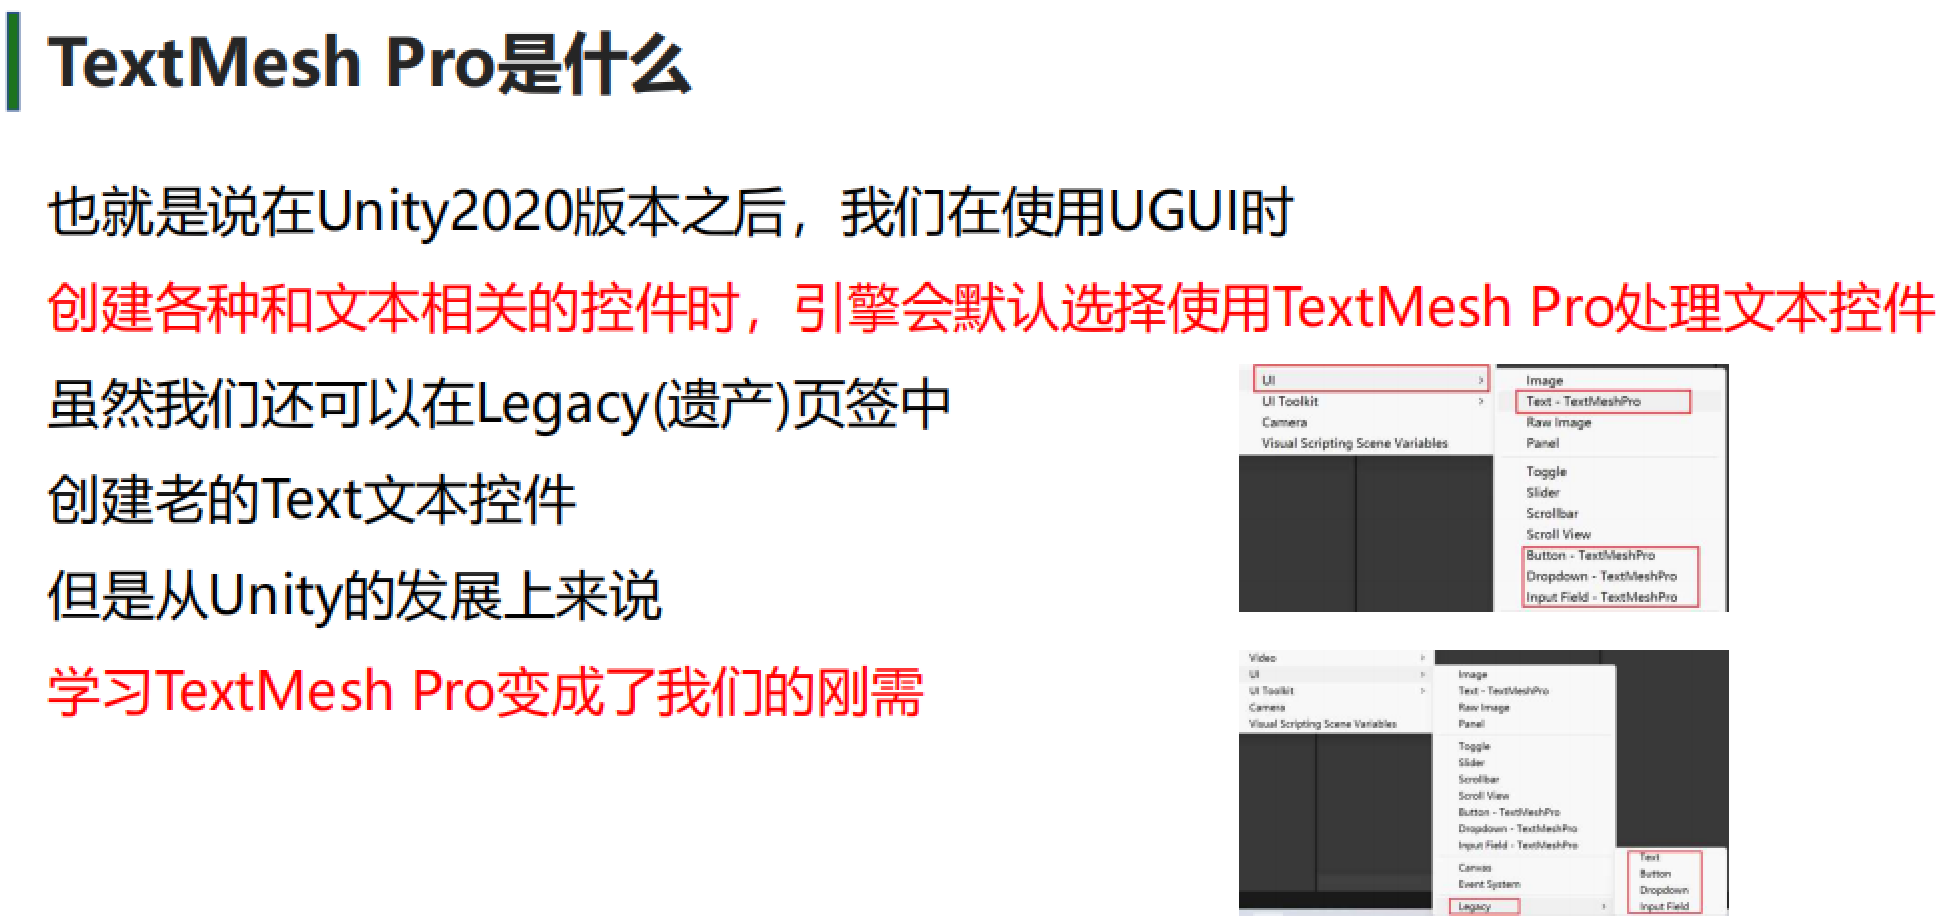 TextMesh Pro是什么
也就是说在Unity2020版本之后，我们在使用UGUI时
创建各种和文本相关的控件时，引擎会默认选择使用TextMesh Pro处理文本控件
虽然我们还可以在Legacy(遗产)页签中
创建老的Text文本控件
但是从Unity的发展上来说
学习TextMesh Pro变成了我们的刚需
UI
UI Toolkit
Camera
Visual Scripting Scene Variables
Image
Text - TextMeshPro
Raw Image
Panel
Toggle
Slider
Scrollbar
Scroll View
Button - TextMeshPro
Dropdown - TextMeshPro
Input Field - TextMeshPro
Video
UI
UI Toolkit
Camera
Visual Scripting Scene Variables
Image
Text - TextMeshPro
Raw Image
Panel
Toggle
Slider
Scrollbar
Scroll View
Button - TextMeshPro
Dropdown - TextMeshPro
Input Field - TextMeshPro
Canvas
Event System
Legacy
Text
Button
Dropdown
Input Field